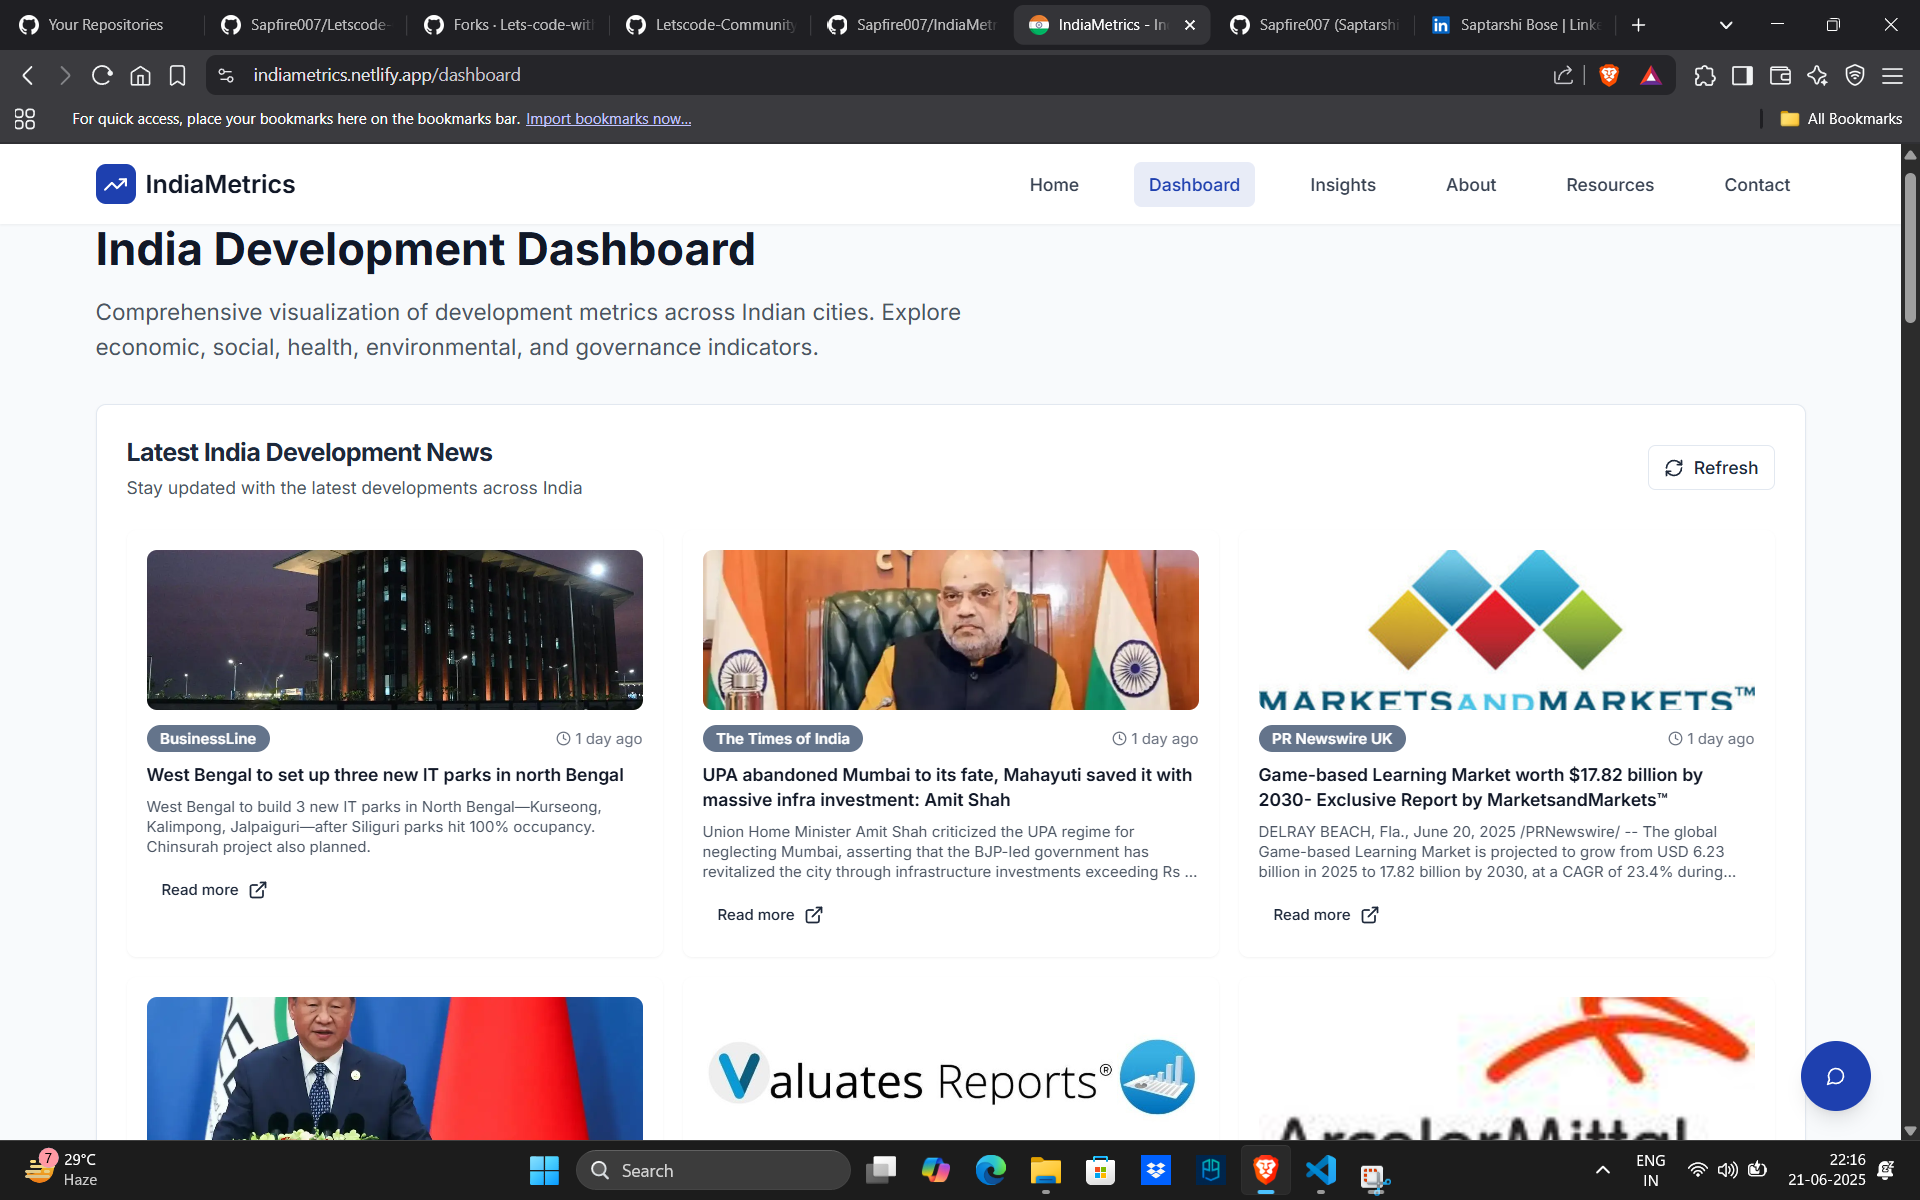 Your Repositories
Sapfire007/Letscode-
Forks · Lets-code-wit
Letscode-Community
Sapfire007/IndiaMetr
IndiaMetrics - In
Sapfire007 (Saptarshi
Saptarshi Bose | Linke
indiametrics.netlify.app/dashboard
For quick access, place your bookmarks here on the bookmarks bar. Import bookmarks now...
All Bookmarks
IndiaMetrics
Home
Dashboard
Insights
About
Resources
Contact
India Development Dashboard
Comprehensive visualization of development metrics across Indian cities. Explore
economic, social, health, environmental, and governance indicators.
Latest India Development News
Stay updated with the latest developments across India
Refresh
BusinessLine
1 day ago
West Bengal to set up three new IT parks in north Bengal
West Bengal to build 3 new IT parks in North Bengal—Kurseong,
Kalimpong, Jalpaiguri—after Siliguri parks hit 100% occupancy.
Chinsurah project also planned.
Read more
The Times of India
1 day ago
UPA abandoned Mumbai to its fate, Mahayuti saved it with
massive infra investment: Amit Shah
Union Home Minister Amit Shah criticized the UPA regime for
neglecting Mumbai, asserting that the BJP-led government has
revitalized the city through infrastructure investments exceeding Rs ...
Read more
MARKETSANDMARKETS™
PR Newswire UK
1 day ago
Game-based Learning Market worth $17.82 billion by
2030- Exclusive Report by MarketsandMarkets™
DELRAY BEACH, Fla., June 20, 2025 /PRNewswire/ -- The global
Game-based Learning Market is projected to grow from USD 6.23
billion in 2025 to 17.82 billion by 2030, at a CAGR of 23.4% during...
Read more
Valuates Reports®
ArcelorMittal
7
29°C
Haze
Search
ENG
IN
22:16
21-06-2025